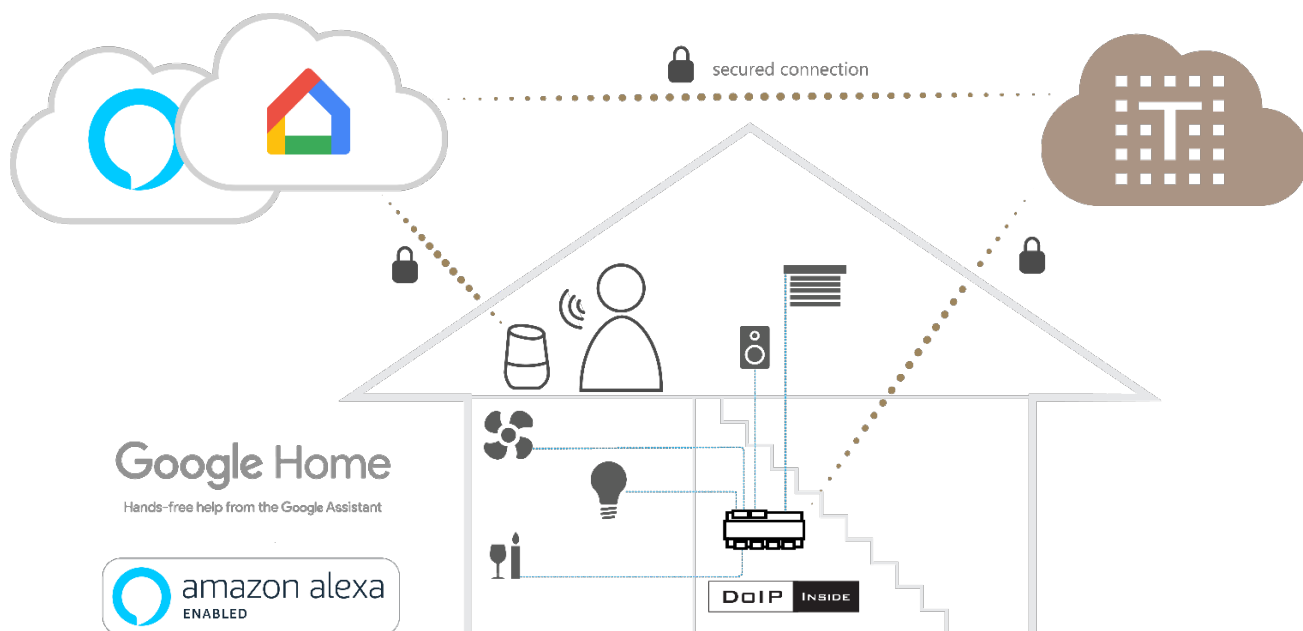 secured connection
T
Google Home
Hands-free help from the Google Assistant
amazon alexa
ENABLED
DoIP INSIDE